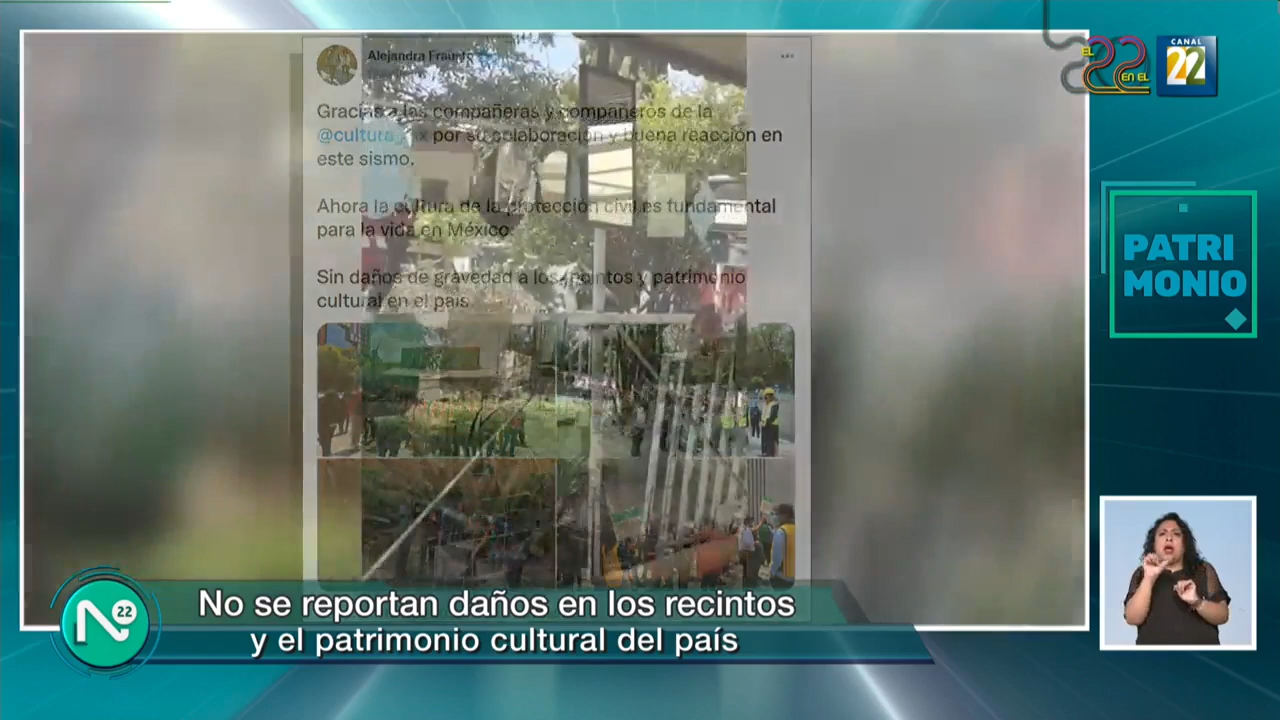 Alejandra Frausto
Gracias a las compañeras y compañeros de la
por su colaboración y buena reacción en
este sismo.
Ahora la cultura de la protección civil es fundamental
para la vida en México.
Sin daños de gravedad a los recintos y patrimonio
cultural en el país
EL
22
EN EL
CANAL
22
PATRI
MONIO
N
22
No se reportan daños en los recintos
y el patrimonio cultural del país